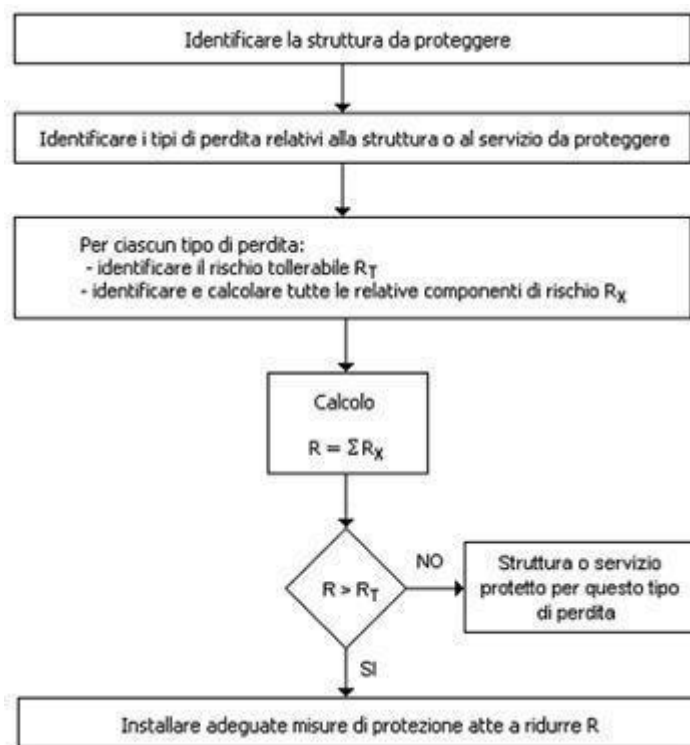 Identificare la struttura da proteggere
Identificare i tipi di perdita relativi alla struttura o al servizio da proteggere
Per ciascun tipo di perdita:
- identificare il rischio tollerabile RT
- identificare e calcolare tutte le relative componenti di rischio RX
Calcolo
R = ΣRX
R > RT
NO
Struttura o servizio
protetto per questo tipo
di perdita
SI
Installare adeguate misure di protezione atte a ridurre R